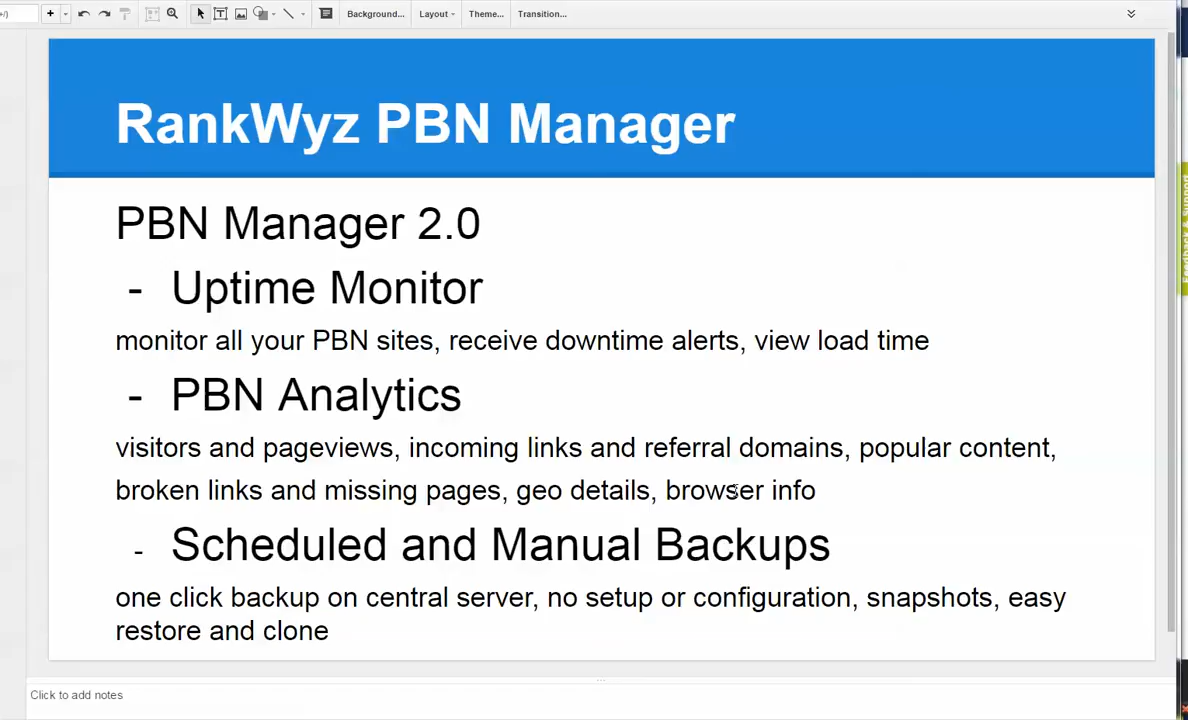 Background... Layout Theme... Transition...
RankWyz PBN Manager
PBN Manager 2.0
- Uptime Monitor
monitor all your PBN sites, receive downtime alerts, view load time
- PBN Analytics
visitors and pageviews, incoming links and referral domains, popular content,
broken links and missing pages, geo details, browser info
- Scheduled and Manual Backups
one click backup on central server, no setup or configuration, snapshots, easy
restore and clone
Click to add notes
Feedback & Support